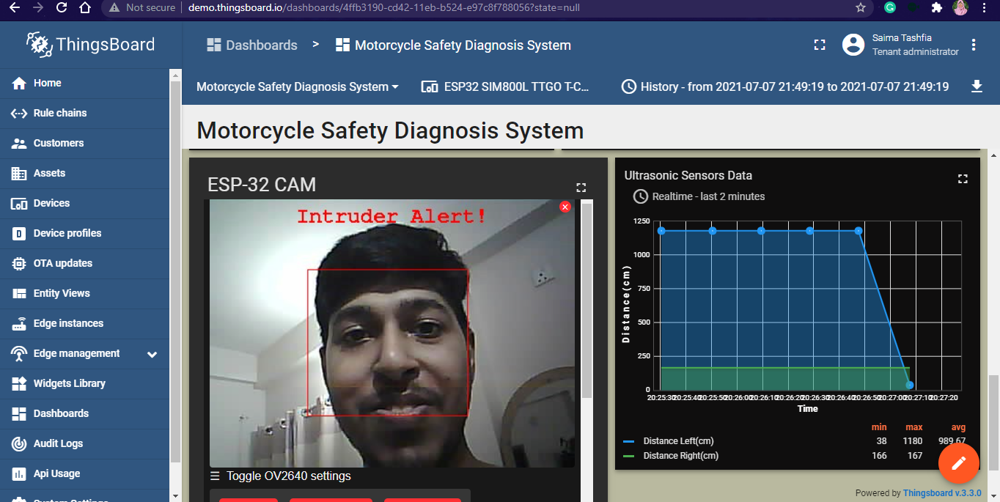 Not secure
demo.thingsboard.io/dashboards/4ffb3190-cd42-11eb-b524-e97c8f788056?state=null
ThingsBoard
Dashboards > Motorcycle Safety Diagnosis System
Saima Tashfia
Tenant administrator
Motorcycle Safety Diagnosis System
ESP32 SIM800L TTGO T-C...
History - from 2021-07-07 21:49:19 to 2021-07-07 21:49:19
Home
Rule chains
Customers
Assets
Devices
Device profiles
OTA updates
Entity Views
Edge instances
Edge management
Widgets Library
Dashboards
Audit Logs
Api Usage
System Settings
Motorcycle Safety Diagnosis System
ESP-32 CAM
Intruder Alert!
☰ Toggle OV2640 settings
Ultrasonic Sensors Data
Realtime - last 2 minutes
Distance(cm)
1250
1000
750
500
250
0
20:25:30 20:25:40 20:25:50 20:26:00 20:26:10 20:26:20 20:26:30 20:26:40 20:26:50 20:27:00 20:27:10 20:27:20
Time
min max avg
Distance Left(cm) 38 1180 989.67
Distance Right(cm) 166 167
Powered by Thingsboard v.3.3.0